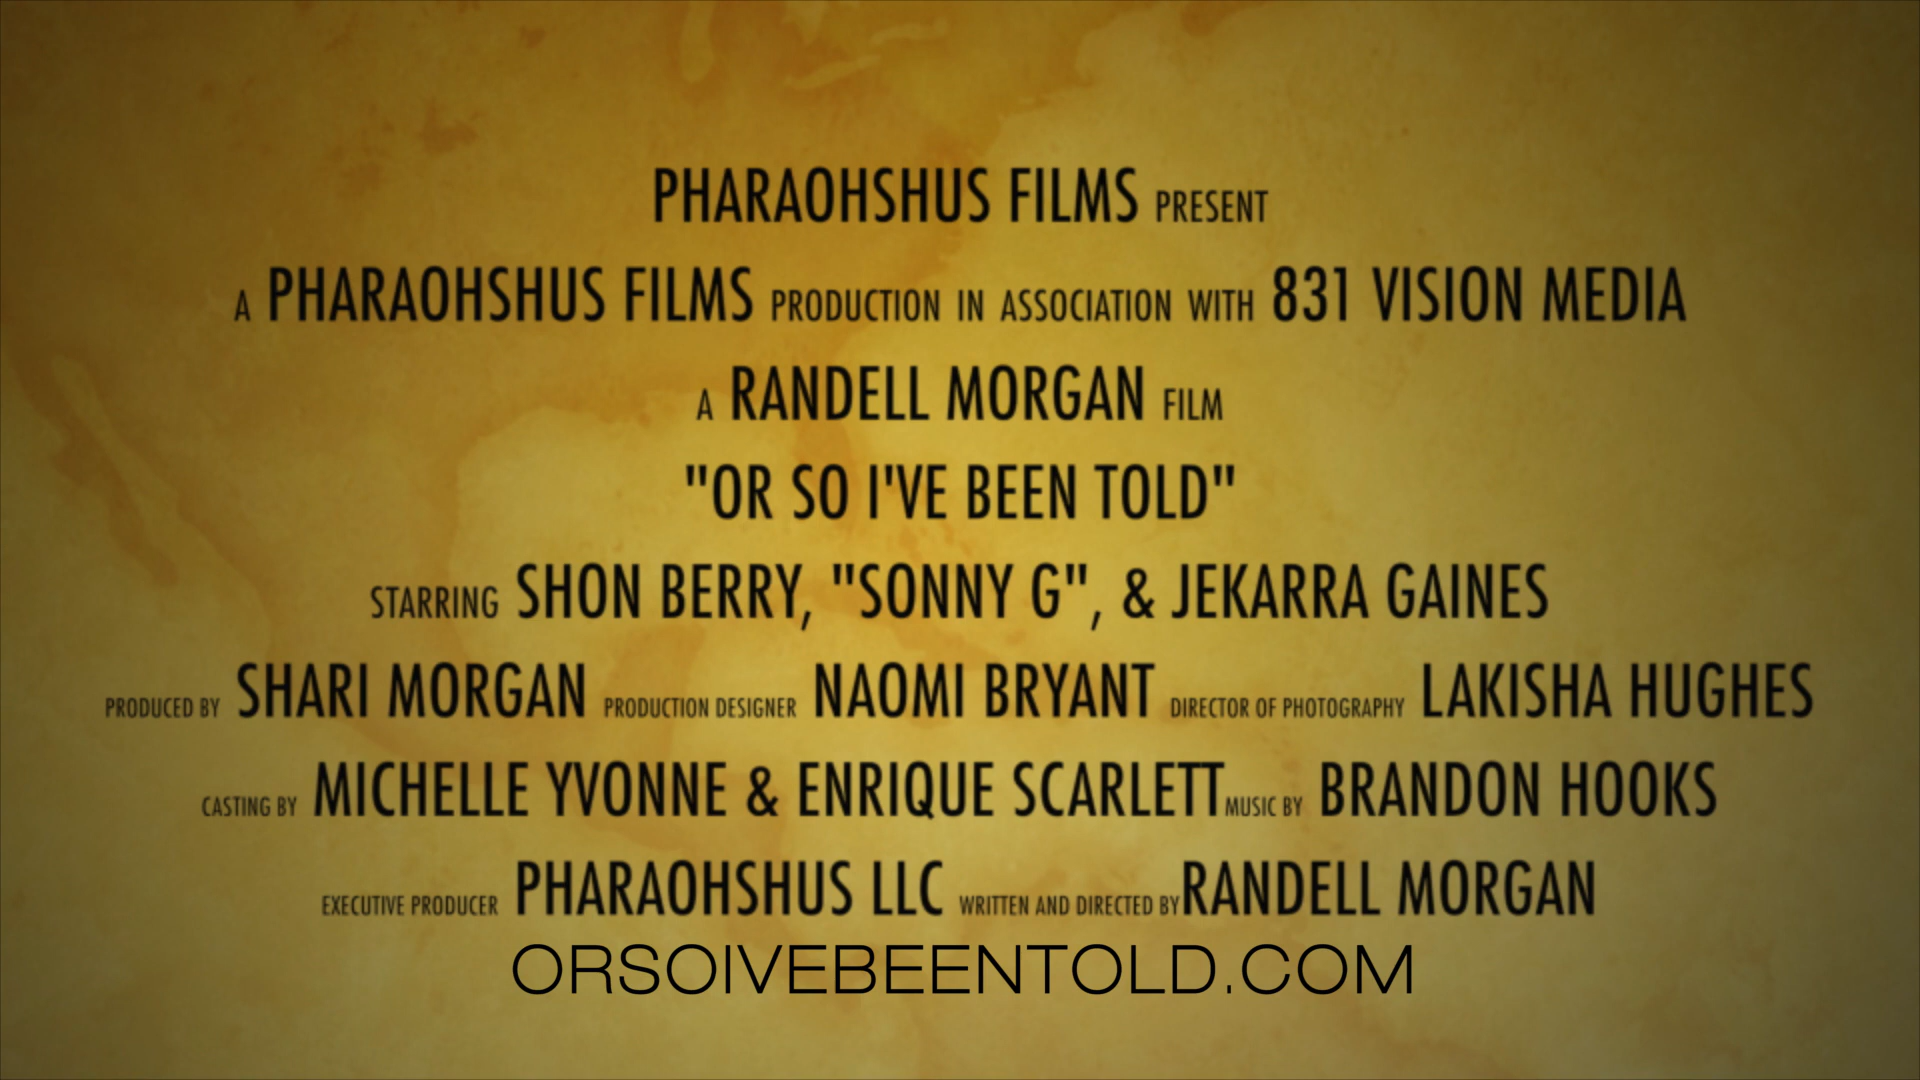 PHARAOHSHUS FILMS PRESENT
A PHARAOHSHUS FILMS PRODUCTION IN ASSOCIATION WITH 831 VISION MEDIA
A RANDELL MORGAN FILM
"OR SO I'VE BEEN TOLD"
STARRING SHON BERRY, "SONNY G", & JEKARRA GAINES
PRODUCED BY SHARI MORGAN PRODUCTION DESIGNER NAOMI BRYANT DIRECTOR OF PHOTOGRAPHY LAKISHA HUGHES
CASTING BY MICHELLE YVONNE & ENRIQUE SCARLETT MUSIC BY BRANDON HOOKS
EXECUTIVE PRODUCER PHARAOHSHUS LLC WRITTEN AND DIRECTED BY RANDELL MORGAN
ORSOIVEBEENTOLD.COM